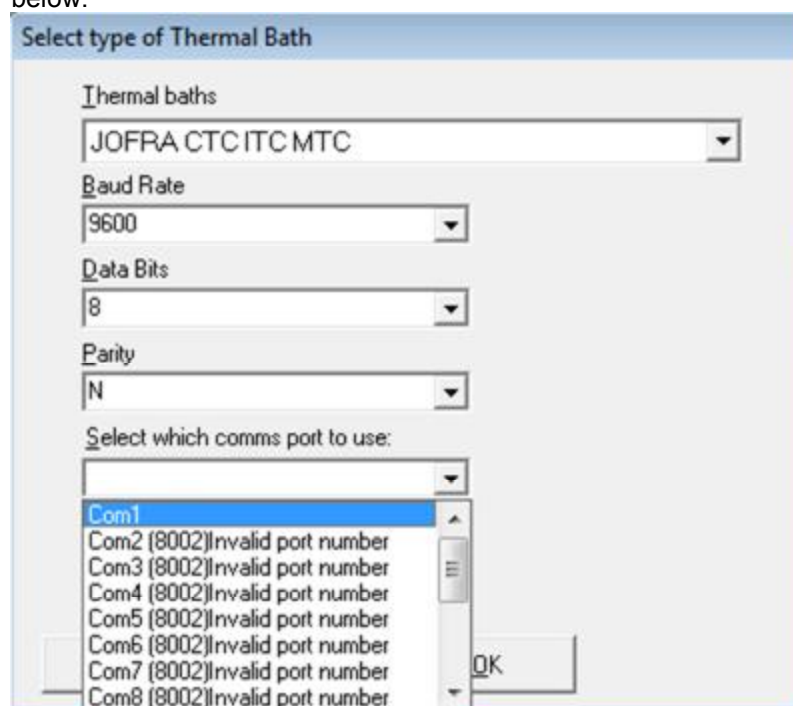 below.
Select type of Thermal Bath
Thermal baths
JOFRA CTC ITC MTC
Baud Rate
9600
Data Bits
8
Parity
N
Select which comms port to use:
Com1
Com2 (8002)Invalid port number
Com3 (8002)Invalid port number
Com4 (8002)Invalid port number
Com5 (8002)Invalid port number
Com6 (8002)Invalid port number
Com7 (8002)Invalid port number
OK
Com8 (8002)Invalid port number